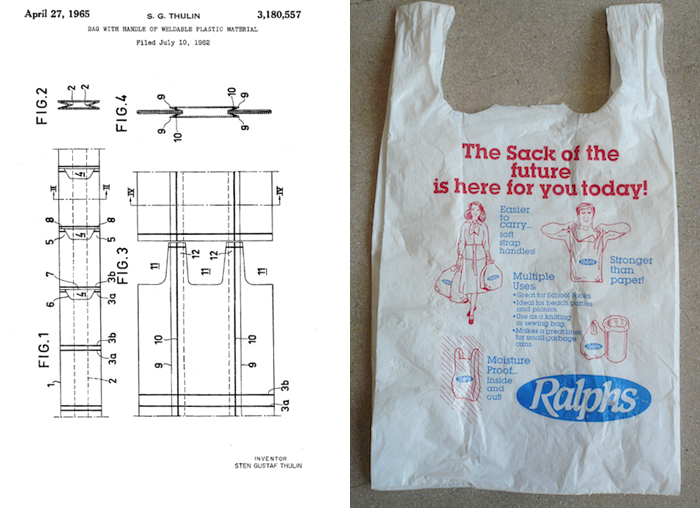 April 27, 1965 S. G. THULIN 3,180,557
BAG WITH HANDLE OF WELDABLE PLASTIC MATERIAL
Filed July 10, 1962
FIG.2
2 2
FIG.4
9 10 10 9
9 10 9
4
II II
8 4 8
5 5
7 3b
6 4 3a
FIG.1
3b
3a
1 2
FIG.3
IV IV
12 12
11 11 11
10 10
9 9
3b
3a
INVENTOR
STEN GUSTAF THULIN
The Sack of the
future
is here for you today!
Easier
to
carry...
soft
strap
handles!
Stronger
than
paper!
Multiple
Uses
•Great for School Books
•Ideal for beach parties
and picnics
•Use as a knitting
or sewing bag
•Makes a great liner
for small garbage
cans
Moisture
Proof...
Inside
and
out!
Ralphs